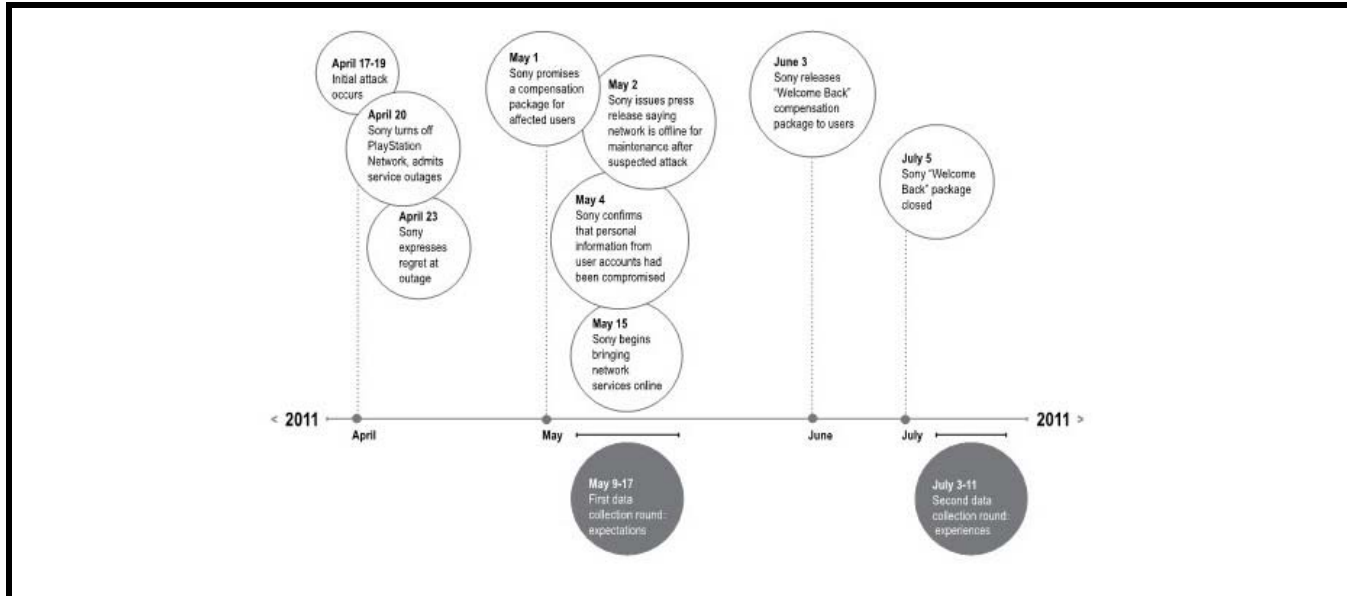 April 17-19
Initial attack
occurs
April 20
Sony turns off
PlayStation
Network, admits
service outages
April 23
Sony
expresses
regret at
outage
May 1
Sony promises
a compensation
package for
affected users
May 2
Sony issues press
release saying
network is offline for
maintenance after
suspected attack
May 4
Sony confirms
that personal
information from
user accounts had
been compromised
May 15
Sony begins
bringing
network
services online
June 3
Sony releases
“Welcome Back”
compensation
package to users
July 5
Sony “Welcome
Back” package
closed
< 2011
2011 >
April
May
June
July
May 9-17
First data
collection round:
expectations
July 3-11
Second data
collection round:
experiences